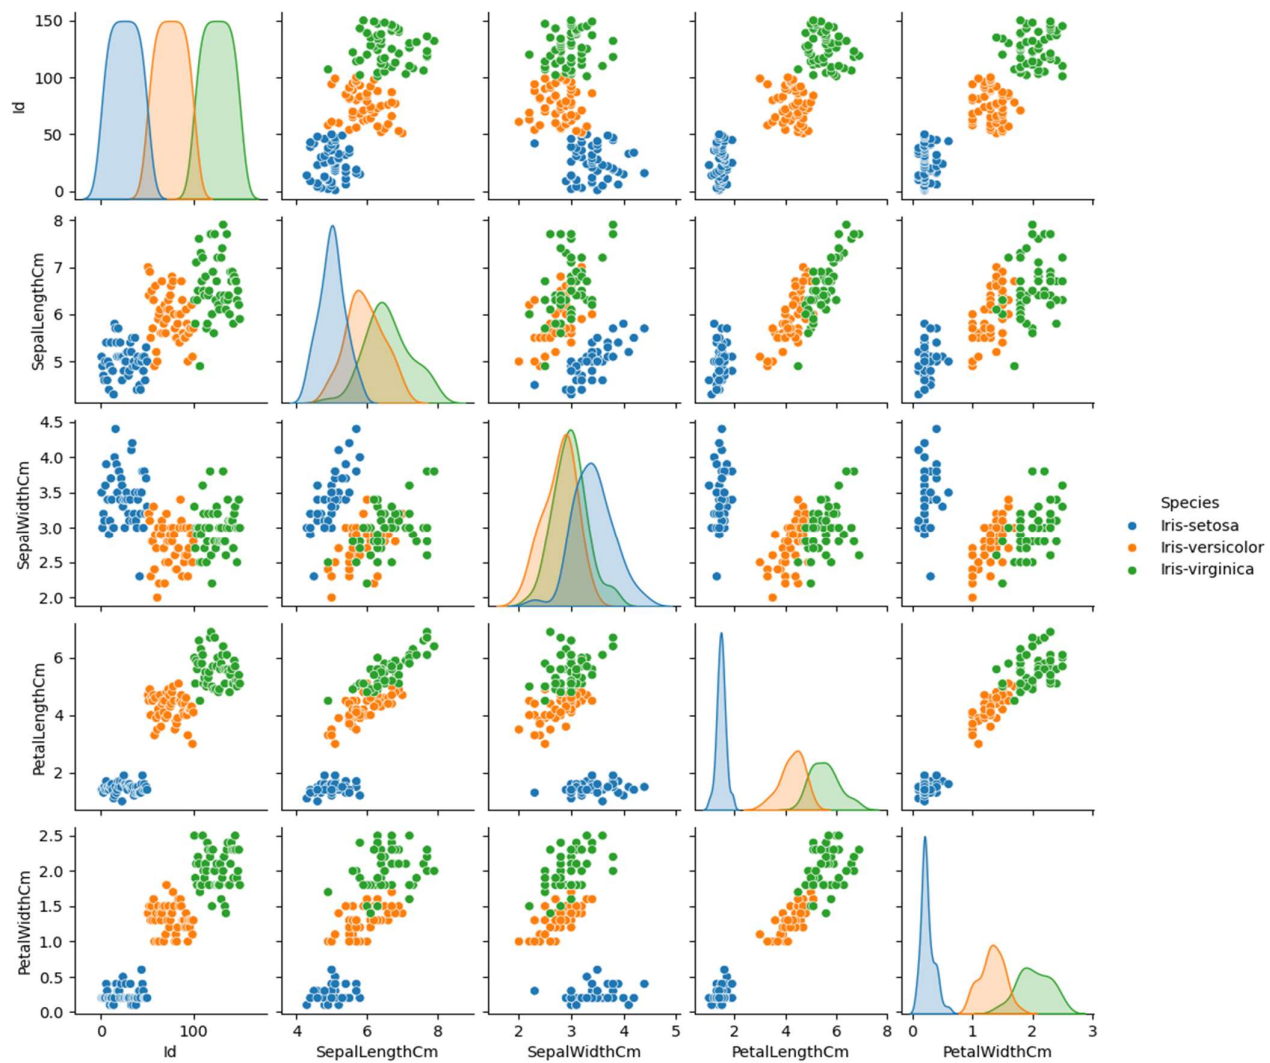 150
100
50
0
Id
8
7
6
5
SepalLengthCm
4.5
4.0
3.5
3.0
2.5
2.0
SepalWidthCm
Species
Iris-setosa
Iris-versicolor
Iris-virginica
6
4
2
PetalLengthCm
2.5
2.0
1.5
1.0
0.5
0.0
PetalWidthCm
0 100
Id
4 6 8
SepalLengthCm
2 3 4 5
SepalWidthCm
2 4 6 8
PetalLengthCm
0 1 2 3
PetalWidthCm